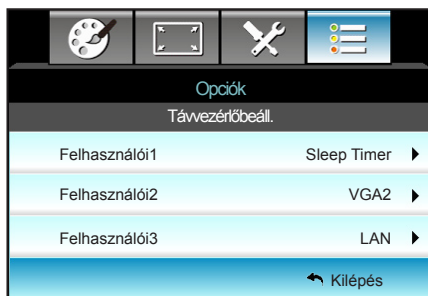 Opciók
Távvezérlőbeáll.
Felhasználói1 Sleep Timer
Felhasználói2 VGA2
Felhasználói3 LAN
Kilépés